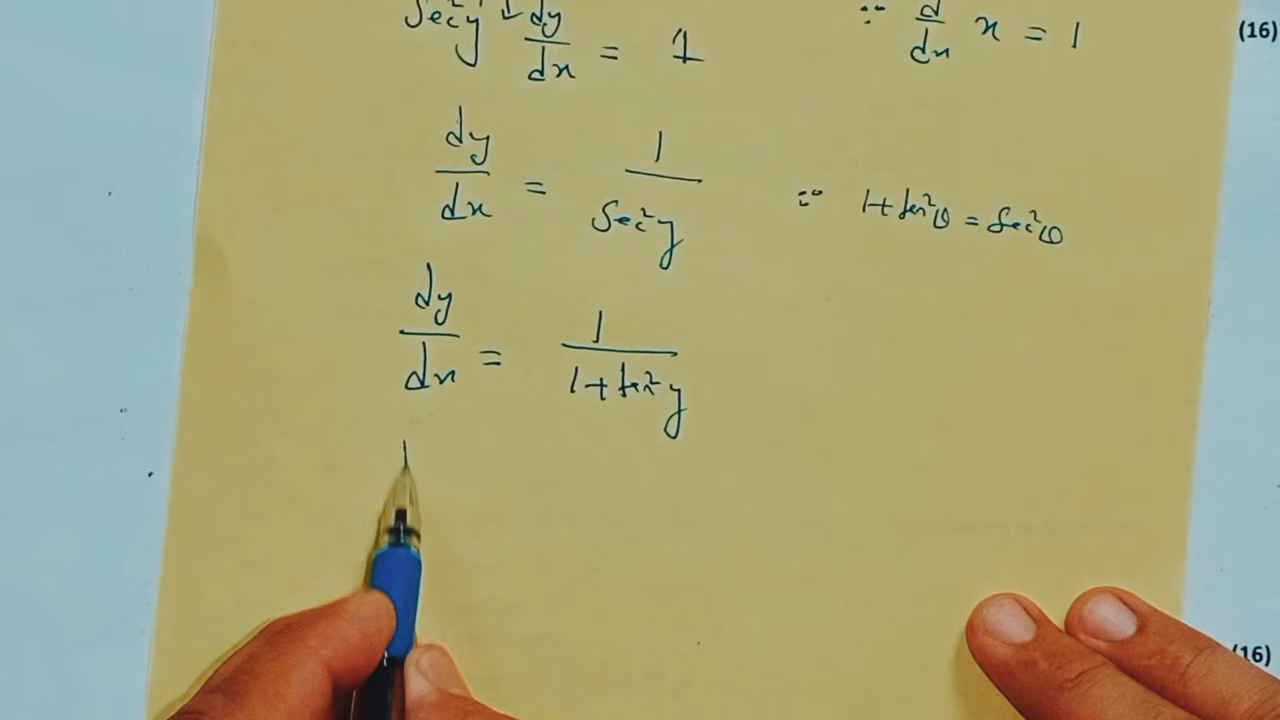 Sec²y · dy/dx = 1 ∵ d/dx x = 1 (16)
dy/dx = 1/Sec²y ∵ 1+tan²θ = Sec²θ
dy/dx = 1/1+tan²y
(16)